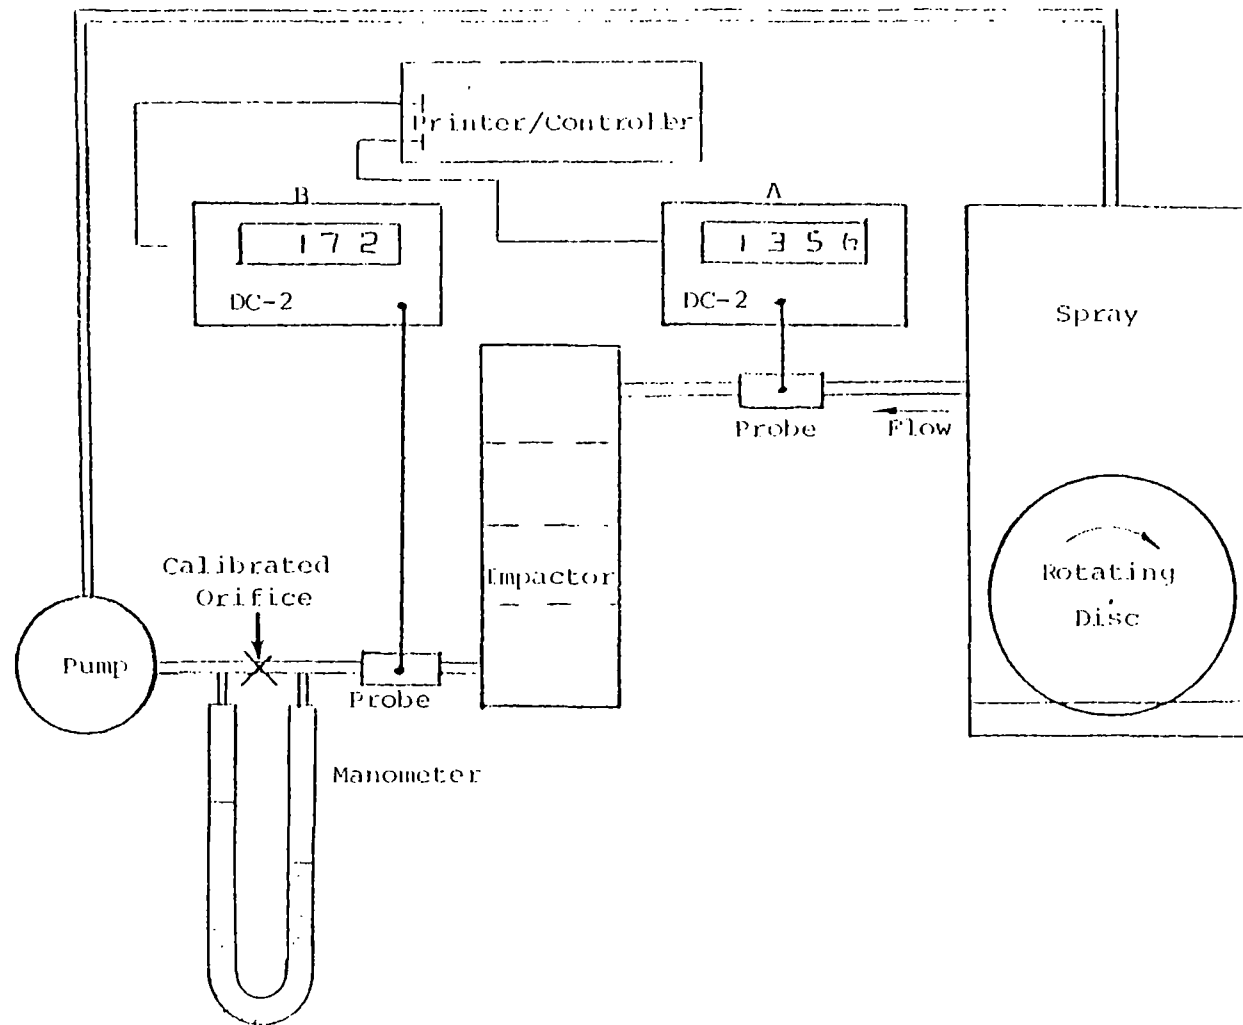 Printer/Controller
B
A
172
1356
DC-2
DC-2
Spray
Probe
Flow
Calibrated
Orifice
Impactor
Rotating
Disc
Pump
Probe
Manometer